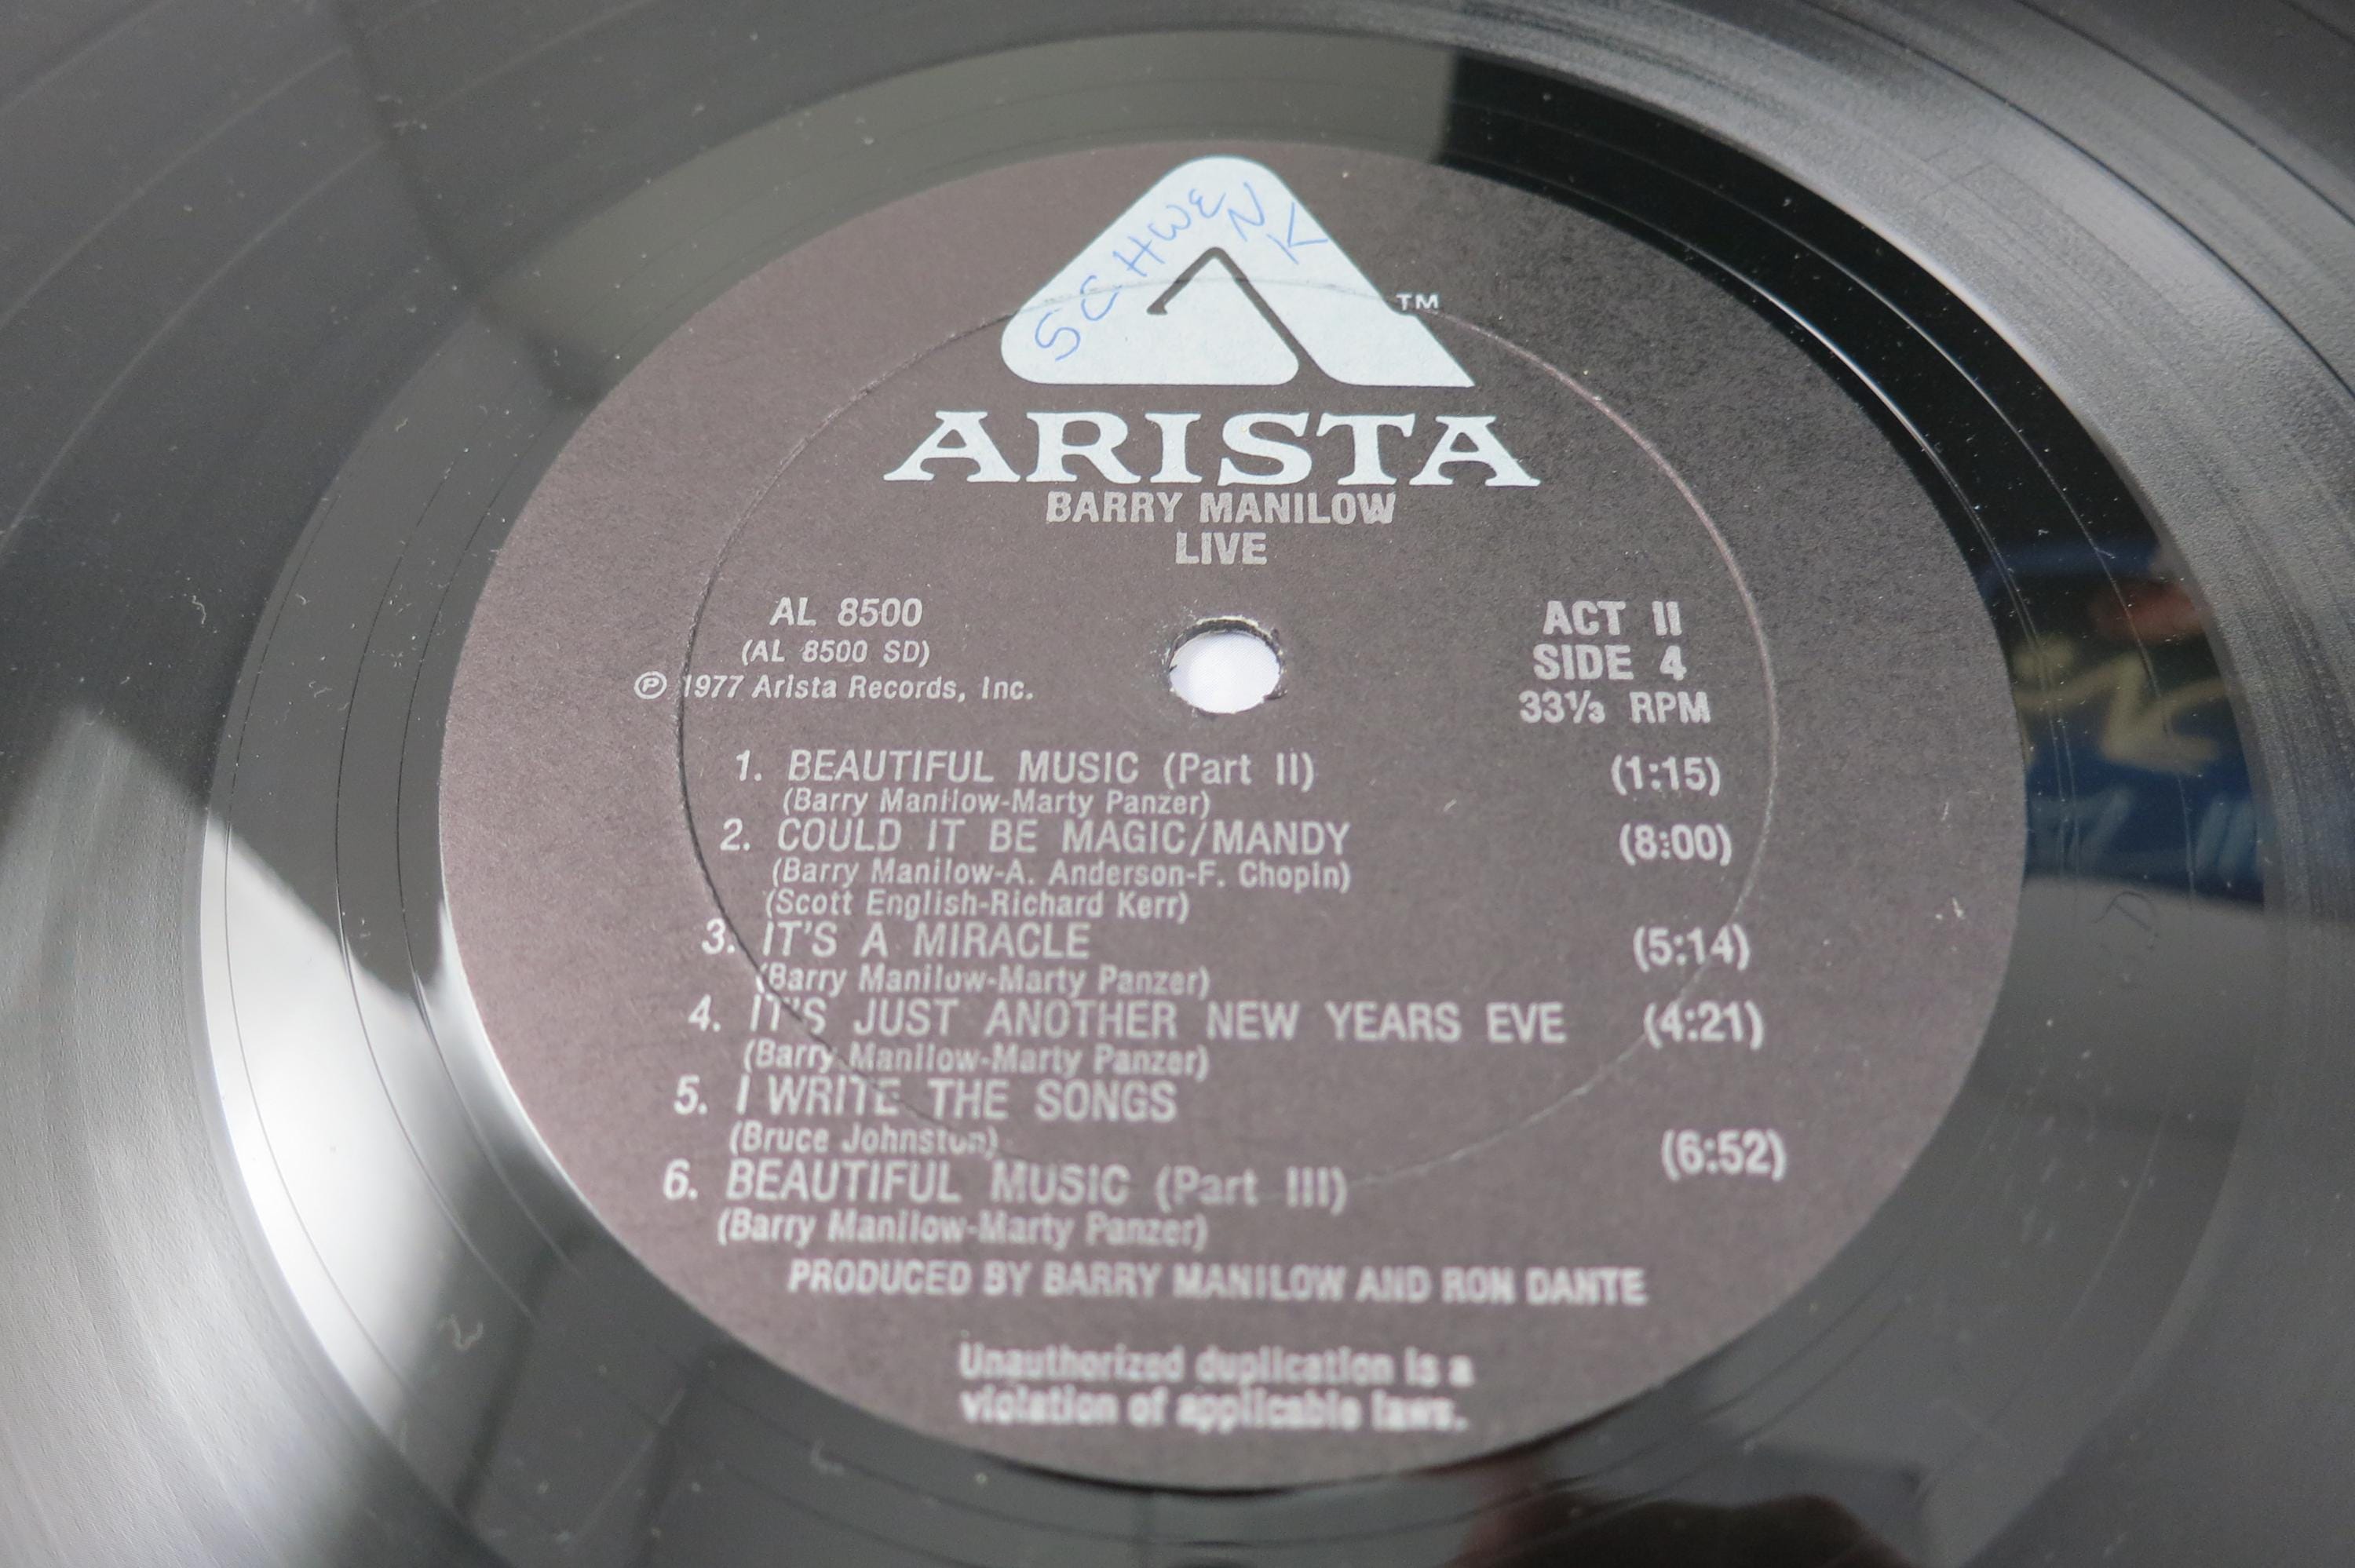 SCHWENK
TM
ARISTA
BARRY MANILOW
LIVE
AL 8500
(AL 8500 SD)
℗ 1977 Arista Records, Inc.
ACT II
SIDE 4
33⅓ RPM
1. BEAUTIFUL MUSIC (Part II) (1:15)
(Barry Manilow-Marty Panzer)
2. COULD IT BE MAGIC/MANDY (8:00)
(Barry Manilow-A. Anderson-F. Chopin)
(Scott English-Richard Kerr)
3. IT'S A MIRACLE (5:14)
(Barry Manilow-Marty Panzer)
4. IT'S JUST ANOTHER NEW YEARS EVE (4:21)
(Barry Manilow-Marty Panzer)
5. I WRITE THE SONGS
(Bruce Johnston) (6:52)
6. BEAUTIFUL MUSIC (Part III)
(Barry Manilow-Marty Panzer)
PRODUCED BY BARRY MANILOW AND RON DANTE
Unauthorized duplication is a
violation of applicable laws.